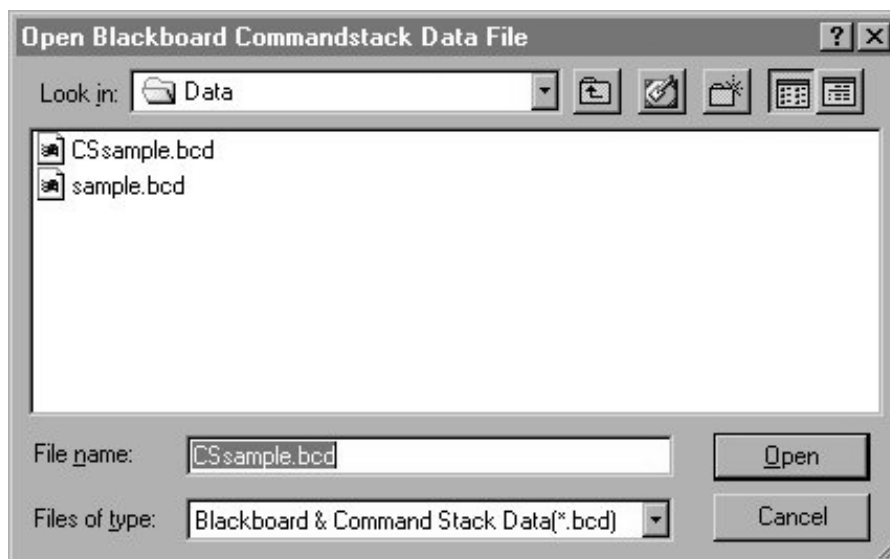 Open Blackboard Commandstack Data File
Look in: Data
CSsample.bcd
sample.bcd
File name: CSsample.bcd Open
Files of type: Blackboard & Command Stack Data(*.bcd) Cancel